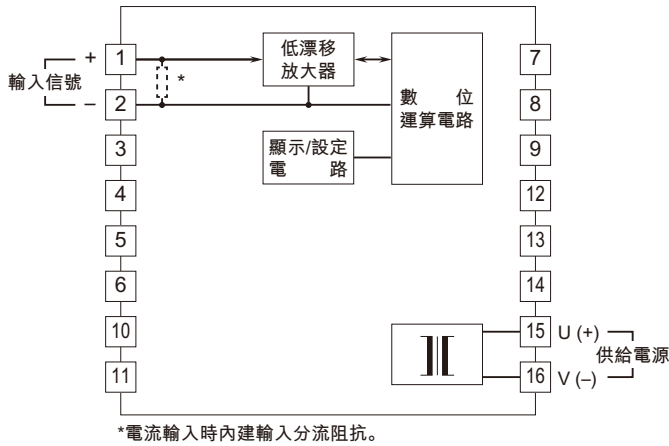 輸入信號
+ 1
– 2
3
4
5
6
10
11
*
低漂移
放大器
數 位
運算電路
顯示/設定
電 路
7
8
9
12
13
14
15 U (+)
16 V (–)
供給電源
*電流輸入時內建輸入分流阻抗。